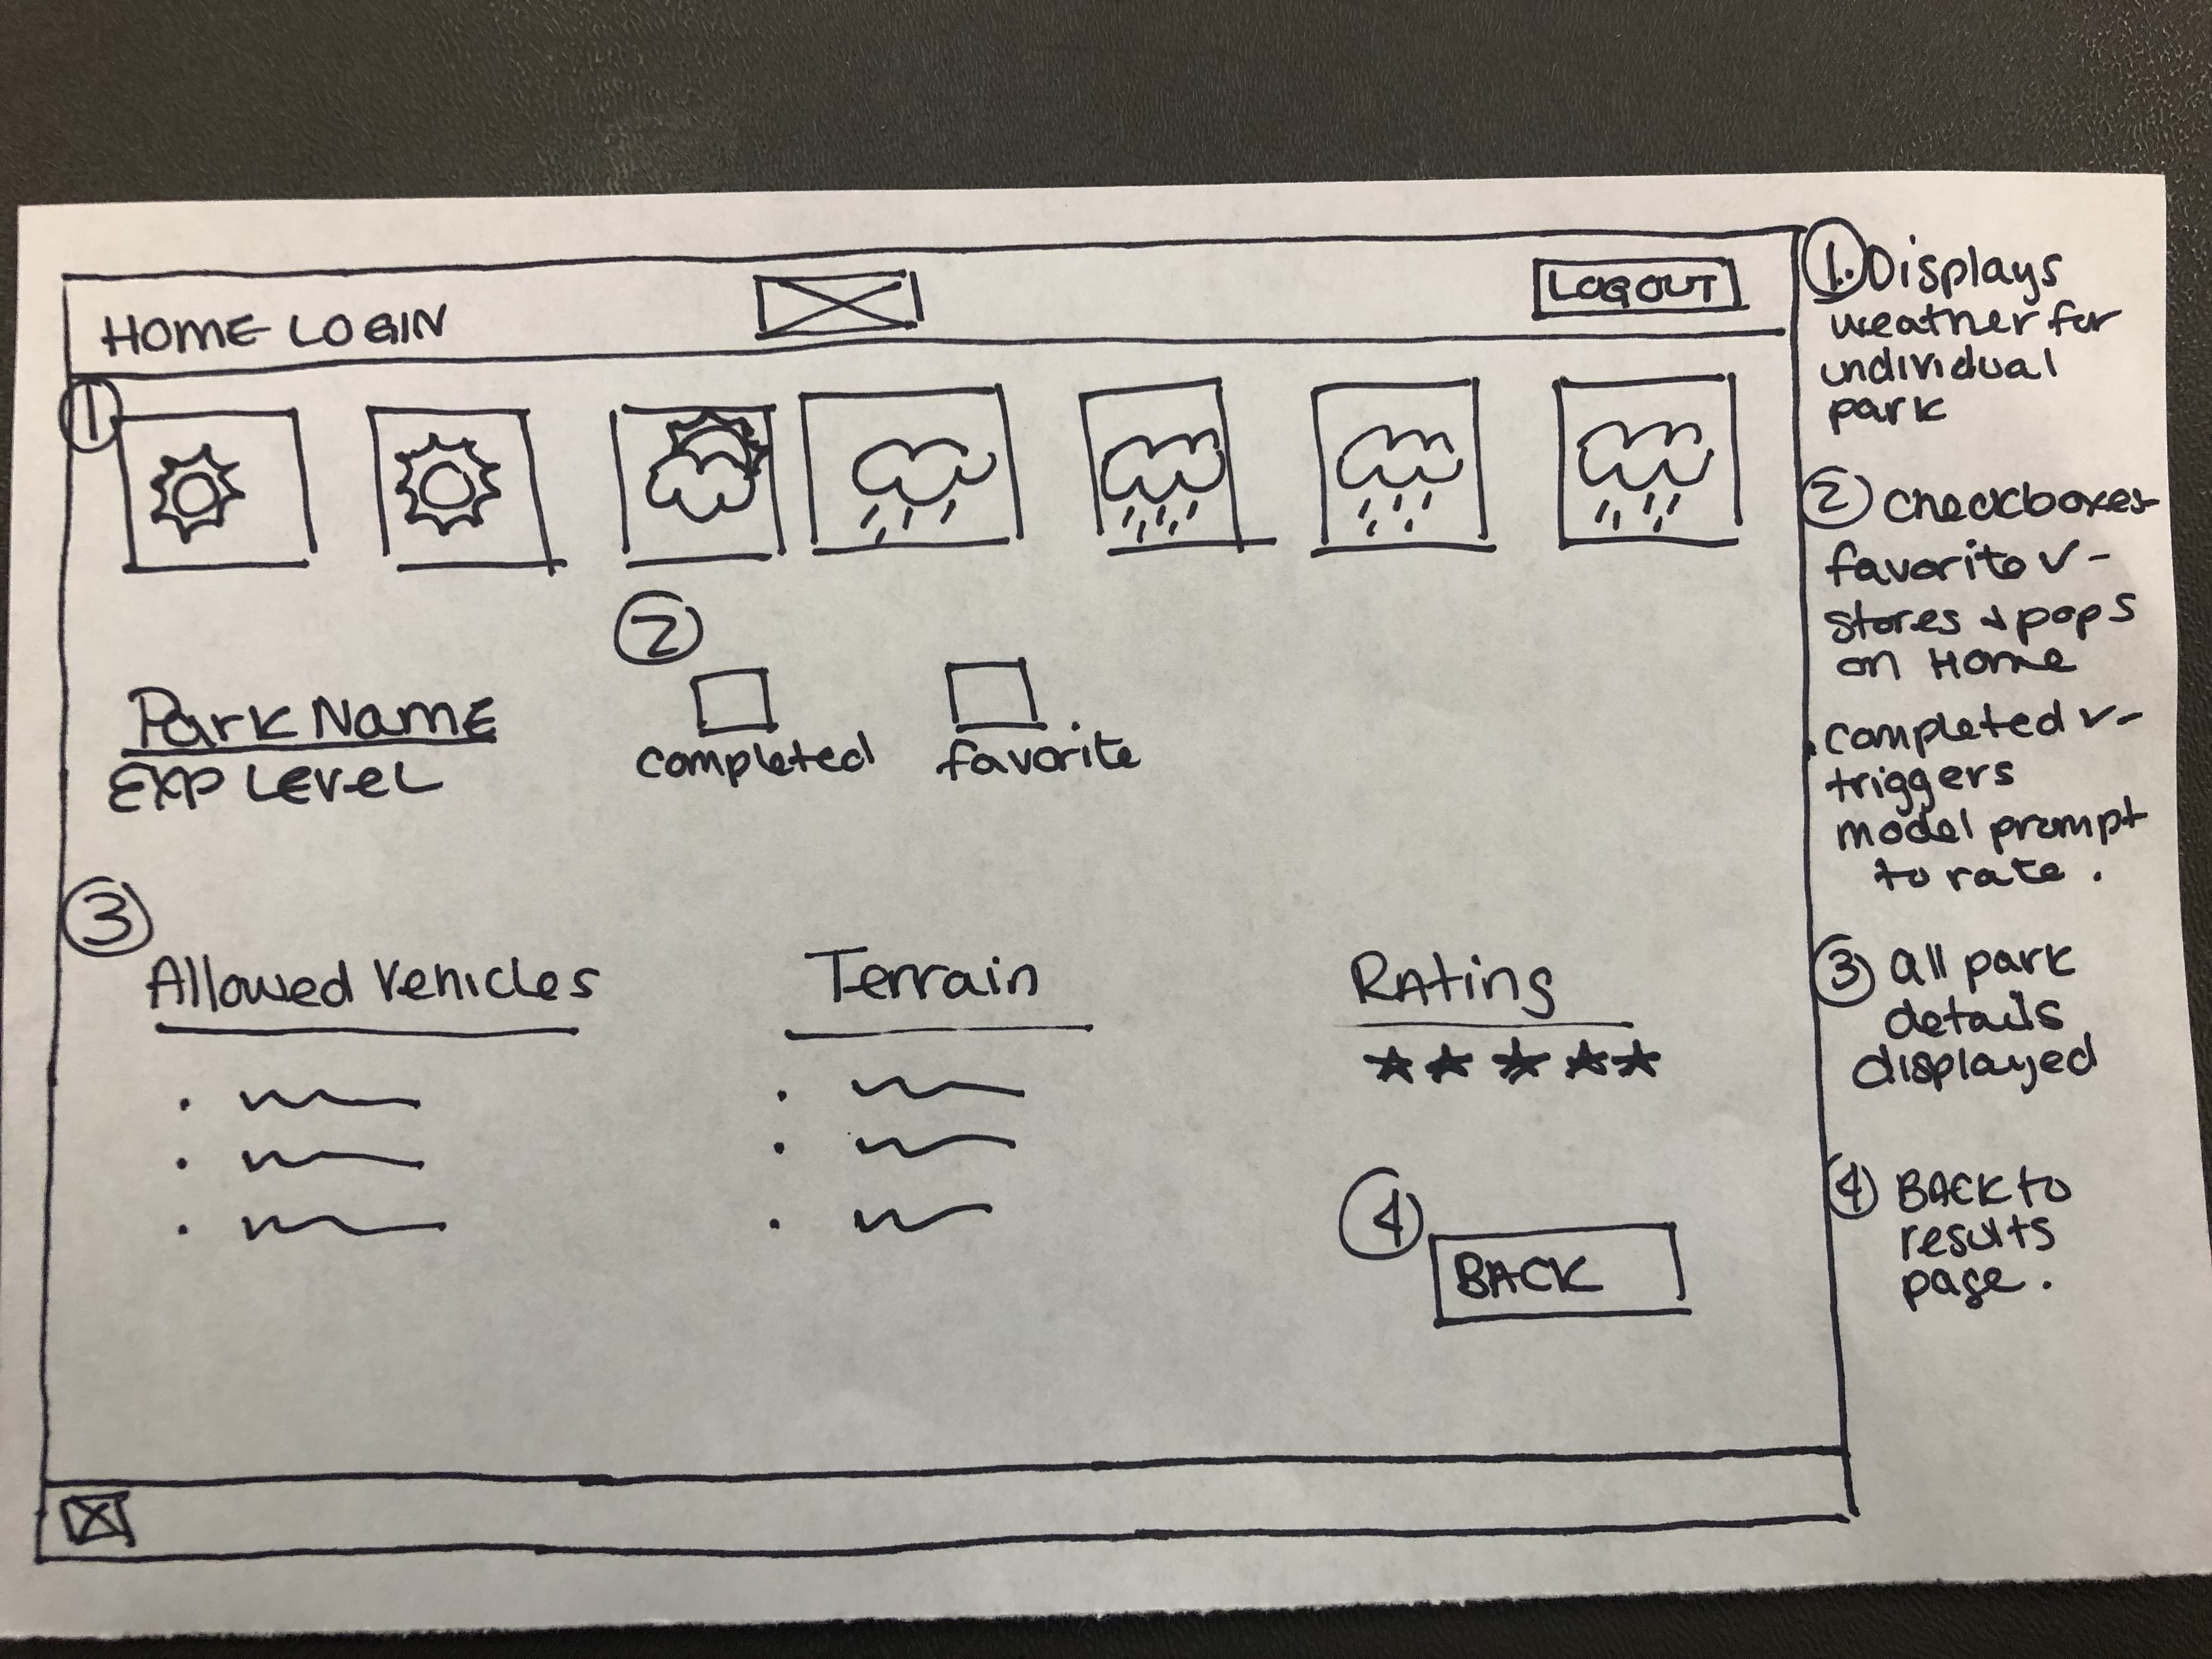 HOME LOGIN
LOGOUT
1
2
Park Name
EXP LEVEL
completed
favorite
3
Allowed Vehicles
Terrain
Rating
4
BACK
1. Displays
weather for
individual
park
2 checkboxes
favorite ✓ -
stores + pops
on Home
. completed ✓ -
triggers
model prompt
to rate .
3 All park
details
displayed
4 BACK to
results
page .